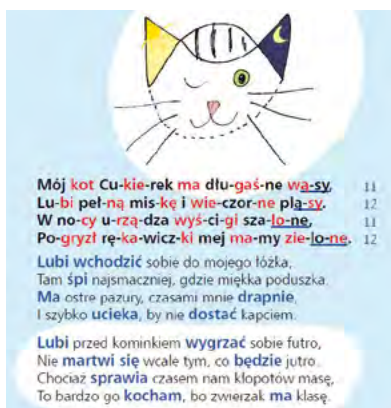 Mój kot Cu-kie-rek ma dłu-gaś-ne wą-sy, 11
Lu-bi peł-ną mis-kę i wie-czor-ne plą-sy. 12
W no-cy u-rzą-dza wyś-ci-gi sza-lo-ne, 11
Po-gryzł rę-ka-wicz-ki mej ma-my zie-lo-ne. 12
Lubi wchodzić sobie do mojego łóżka,
Tam śpi najsmaczniej, gdzie miękka poduszka.
Ma ostre pazury, czasami mnie drapnie,
I szybko ucieka, by nie dostać kapciem.
Lubi przed kominkiem wygrzać sobie futro,
Nie martwi się wcale tym, co będzie jutro.
Chociaż sprawia czasem nam kłopotów masę,
To bardzo go kocham, bo zwierzak ma klasę.